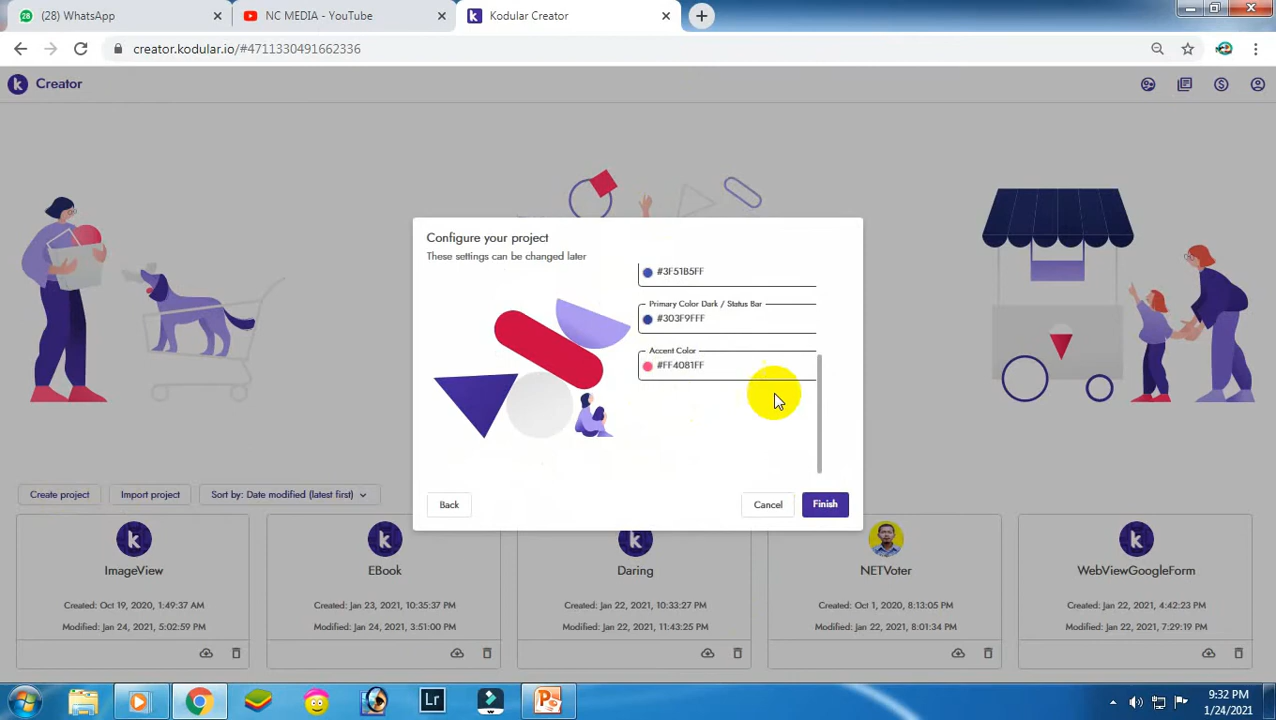 28 (28) WhatsApp
NC MEDIA - YouTube
Kodular Creator
creator.kodular.io/#4711330491662336
Creator
Configure your project
These settings can be changed later
#3F51B5FF
Primary Color Dark / Status Bar
#303F9FFF
Accent Color
#FF4081FF
Back
Cancel
Finish
Create project
Import project
Sort by: Date modified (latest first)
ImageView
Created: Oct 19, 2020, 1:49:37 AM
Modified: Jan 24, 2021, 5:02:59 PM
EBook
Created: Jan 23, 2021, 10:35:37 PM
Modified: Jan 24, 2021, 3:51:00 PM
Daring
Created: Jan 22, 2021, 10:33:27 PM
Modified: Jan 22, 2021, 11:43:25 PM
NETVoter
Created: Oct 1, 2020, 8:13:05 PM
Modified: Jan 22, 2021, 8:01:34 PM
WebViewGoogleForm
Created: Jan 22, 2021, 4:42:23 PM
Modified: Jan 22, 2021, 7:29:19 PM
Lr
9:32 PM
1/24/2021